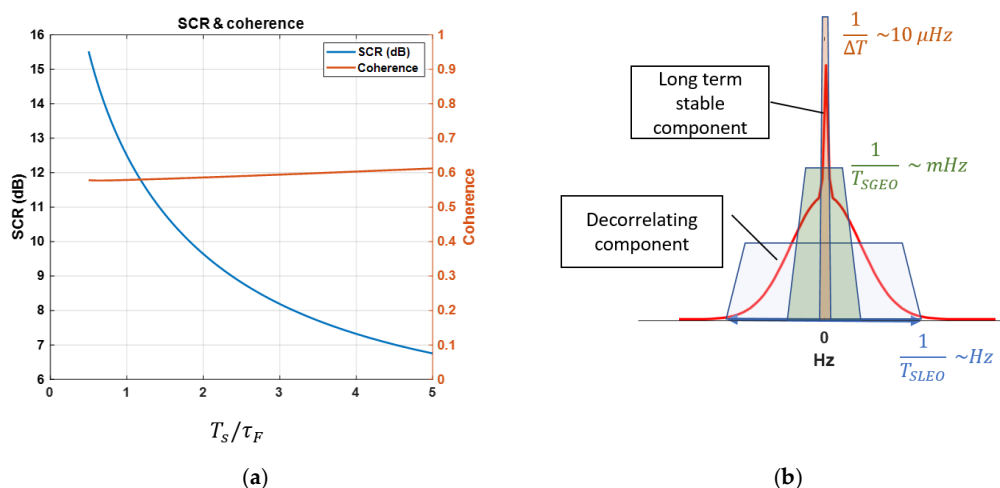 SCR & coherence
SCR (dB)
Coherence
16
15
14
13
12
11
10
9
8
7
6
SCR (dB)
1
0.9
0.8
0.7
0.6
0.5
0.4
0.3
0.2
0.1
0
Coherence
0 1 2 3 4 5
T_s/τ_F
(a)
1/ΔT ~10 μHz
Long term
stable
component
1/T_SGEO ~ mHz
Decorrelating
component
0
Hz
1/T_SLEO ~Hz
(b)